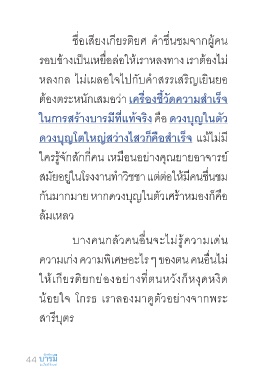 ชื่อเสียงเกียรติยศ คำชื่นชมจากผู้คน
รอบข้างเป็นเหยื่อล่อให้เราหลงทาง เราต้องไม่
หลงกล ไม่เผลอใจไปกับคำสรรเสริญเยินยอ
ต้องตระหนักเสมอว่า เครื่องชี้วัดความสำเร็จ
ในการสร้างบารมีที่แท้จริง คือ ดวงบุญในตัว
ดวงบุญโตใหญ่สว่างไสวก็คือสำเร็จ แม้ไม่มี
ใครรู้จักสักกี่คน เหมือนอย่างคุณยายอาจารย์
สมัยอยู่ในโรงงานทำวิชชา แต่ต่อให้มีคนชื่นชม
กันมากมาย หากดวงบุญในตัวเศร้าหมองก็คือ
ล้มเหลว
บางคนกลัวคนอื่นจะไม่รู้ความเด่น
ความเก่ง ความพิเศษอะไร ๆ ของตน คนอื่นไม่
ให้เกียรติยกย่องอย่างที่ตนหวังก็หงุดหงิด
น้อยใจ โกรธ เราลองมาดูตัวอย่างจากพระ
สารีบุตร
44 บารมี